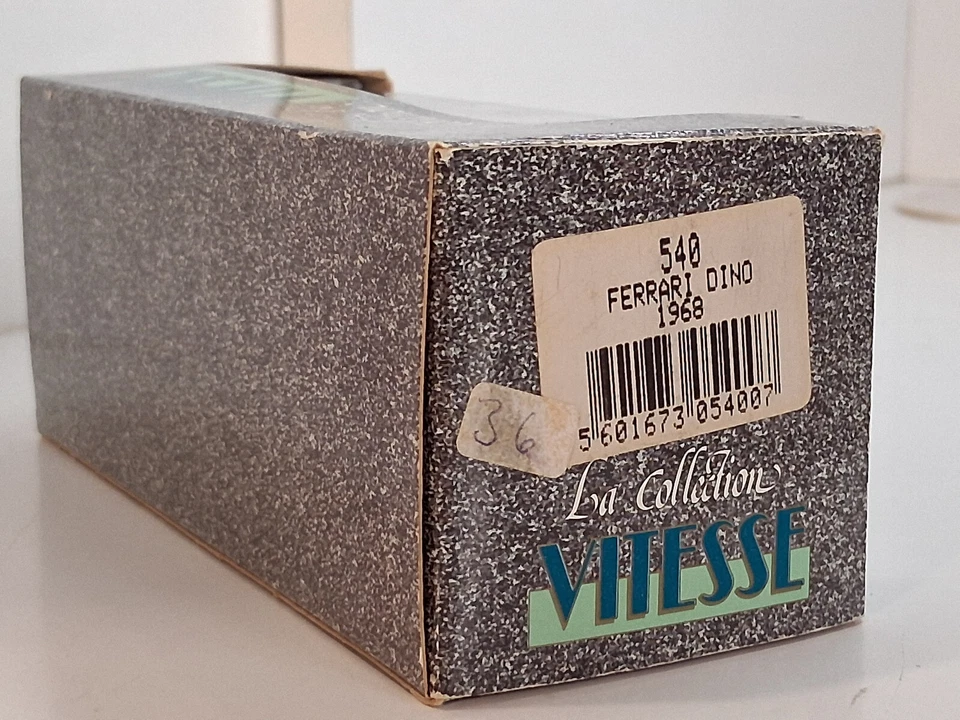 540
FERRARI DINO
1968
5 601673 054007
36
La Collection
VITESSE